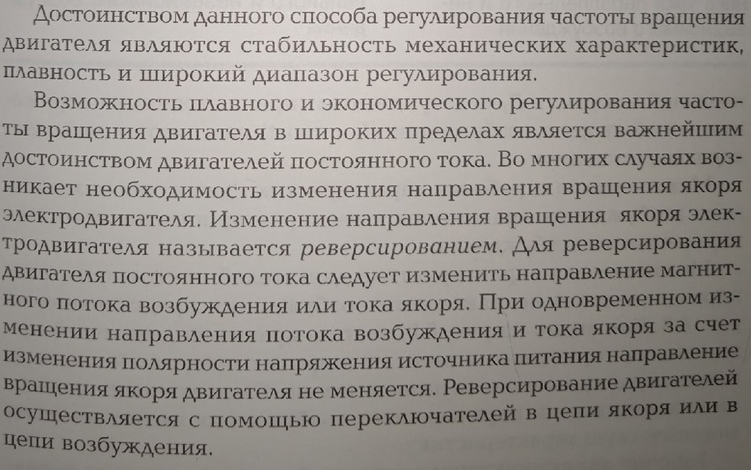 Достоинством данного способа регулирования частоты вращения
двигателя являются стабильность механических характеристик,
плавность и широкий диапазон регулирования.
Возможность плавного и экономического регулирования часто-
ты вращения двигателя в широких пределах является важнейшим
достоинством двигателей постоянного тока. Во многих случаях воз-
никает необходимость изменения направления вращения якоря
электродвигателя. Изменение направления вращения якоря элек-
тродвигателя называется реверсированием. Для реверсирования
двигателя постоянного тока следует изменить направление магнит-
ного потока возбуждения или тока якоря. При одновременном из-
менении направления потока возбуждения и тока якоря за счет
изменения полярности напряжения источника питания направление
вращения якоря двигателя не меняется. Реверсирование двигателей
осуществляется с помощью переключателей в цепи якоря или в
цепи возбуждения.